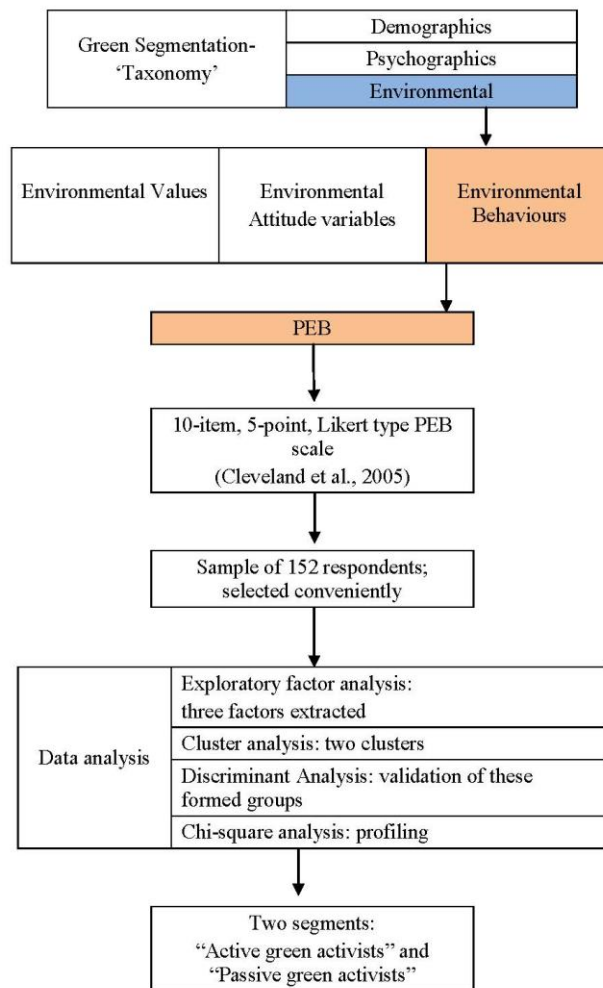 Green Segmentation-
‘Taxonomy’
Demographics
Psychographics
Environmental
Environmental Values
Environmental
Attitude variables
Environmental
Behaviours
PEB
10-item, 5-point, Likert type PEB
scale
(Cleveland et al., 2005)
Sample of 152 respondents;
selected conveniently
Data analysis
Exploratory factor analysis:
three factors extracted
Cluster analysis: two clusters
Discriminant Analysis: validation of these
formed groups
Chi-square analysis: profiling
Two segments:
“Active green activists” and
“Passive green activists”